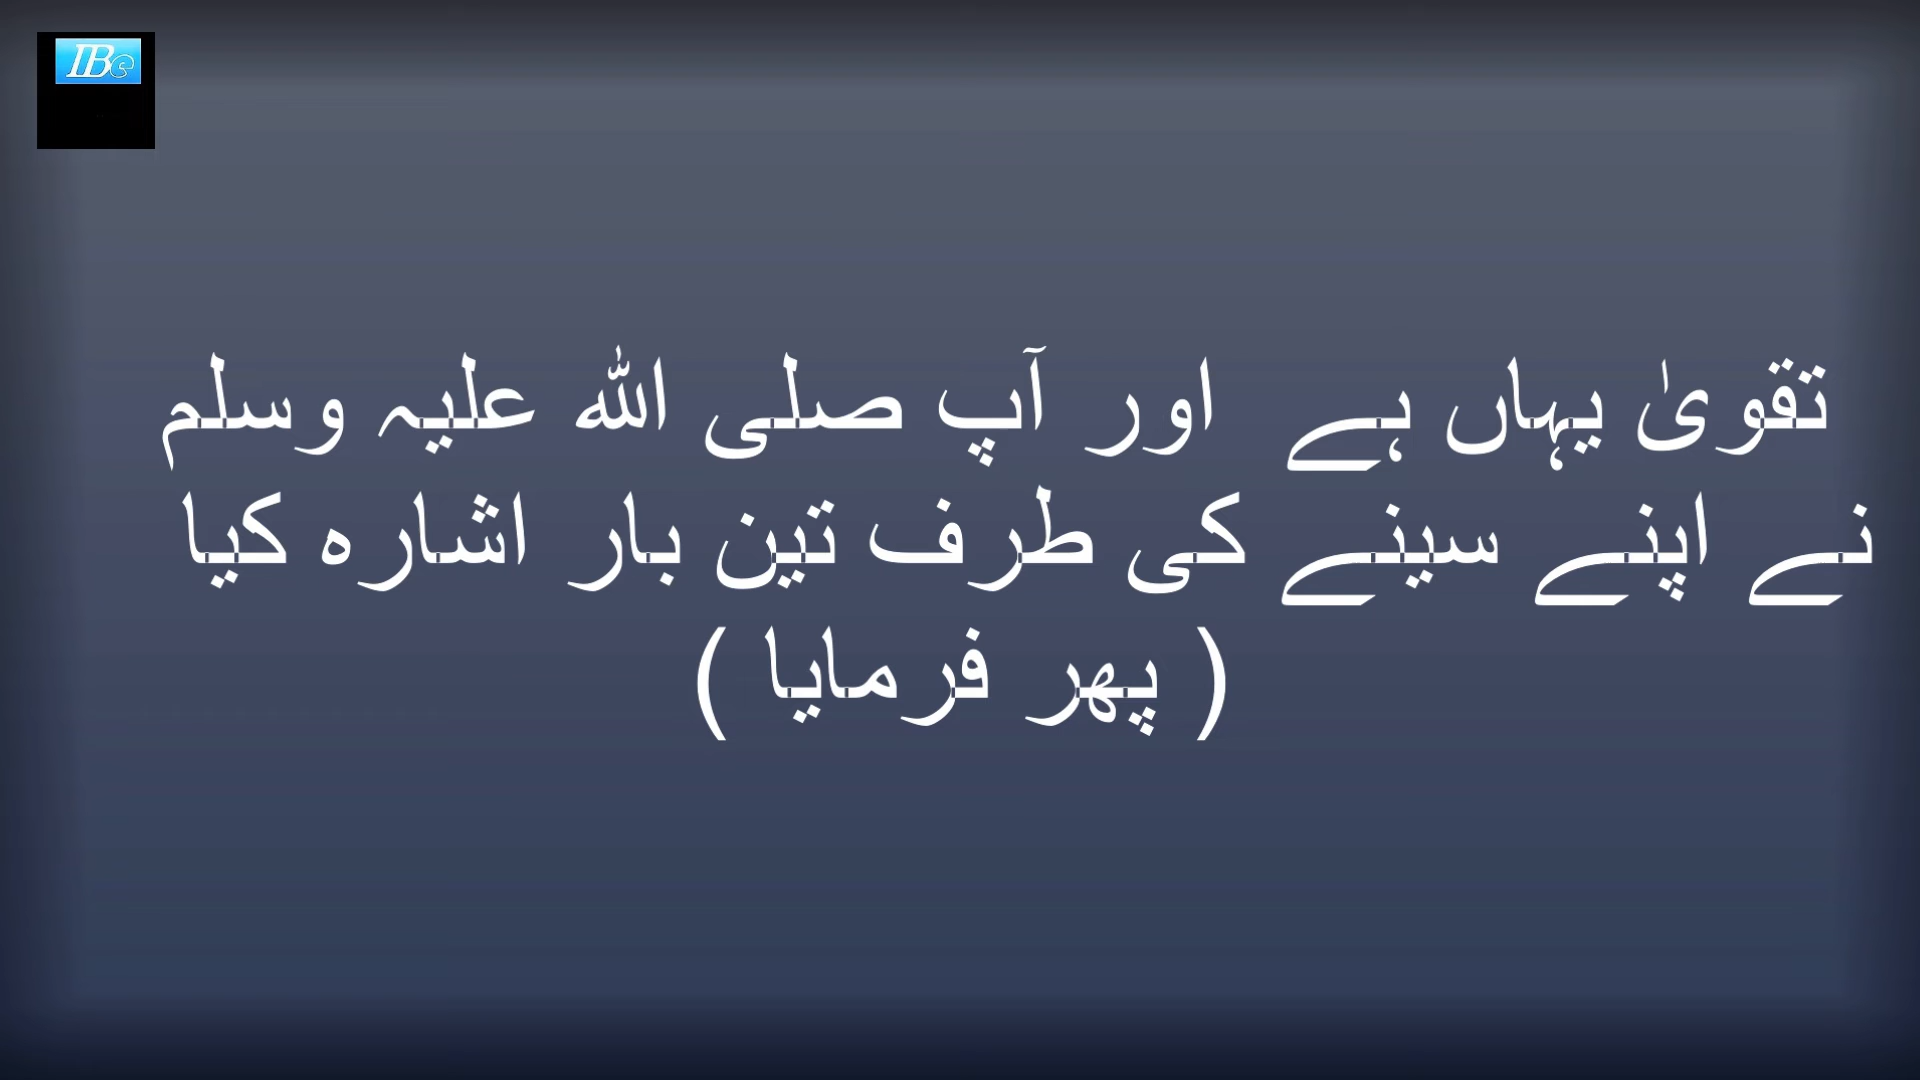 IBC
تقویٰ یہاں ہے اور آپ صلی اللہ علیہ وسلم
نے اپنے سینے کی طرف تین بار اشارہ کیا
( پھر فرمایا )